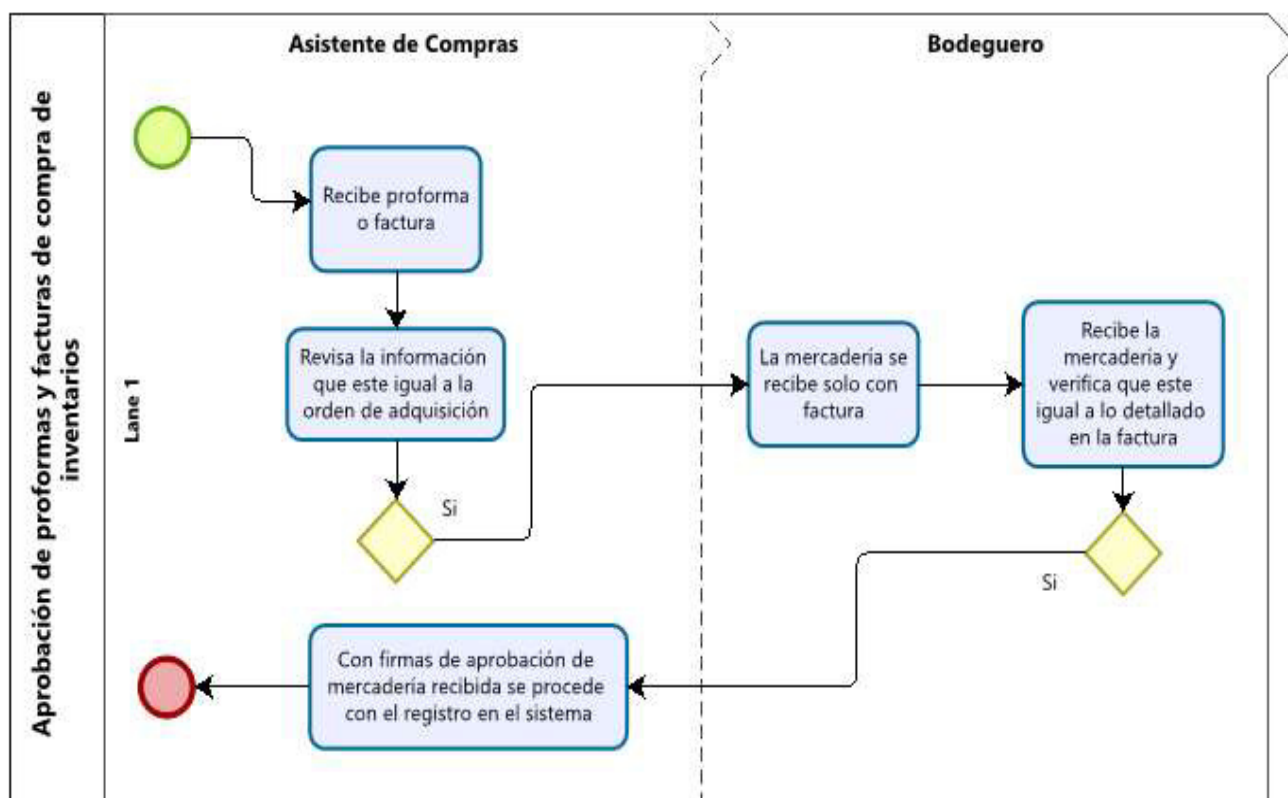 Aprobación de proformas y facturas de compra de
inventarios
Lane 1
Asistente de Compras
Bodeguero
Recibe proforma
o factura
Revisa la información
que este igual a la
orden de adquisición
Si
La mercadería se
recibe solo con
factura
Recibe la
mercadería y
verifica que este
igual a lo detallado
en la factura
Si
Con firmas de aprobación de
mercadería recibida se procede
con el registro en el sistema